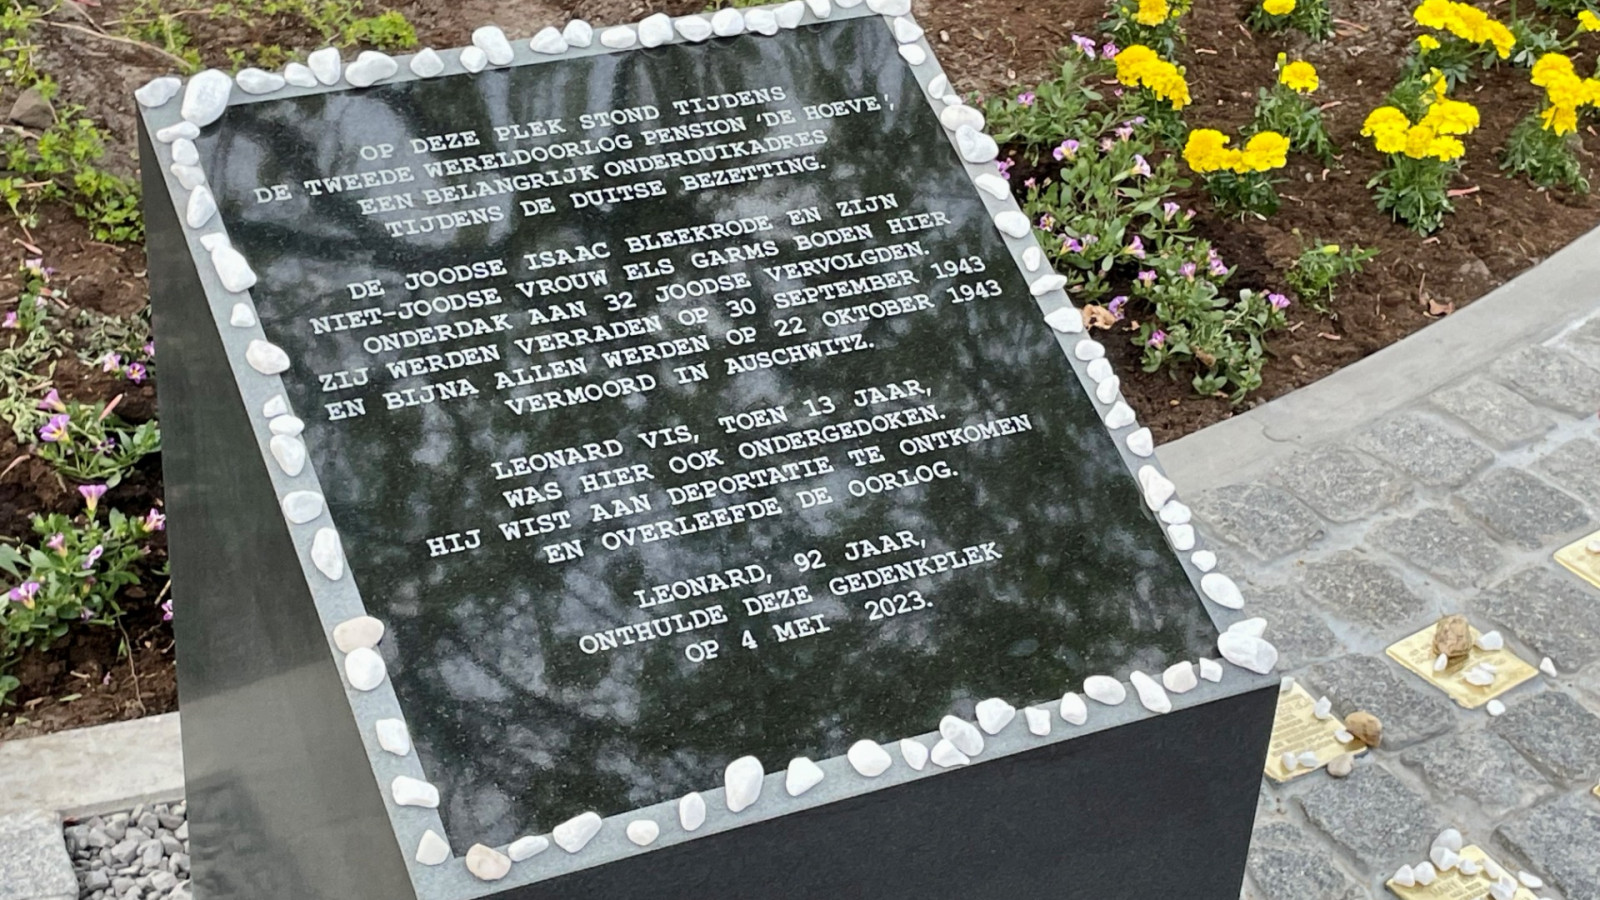 OP DEZE PLEK STOND TIJDENS
DE TWEEDE WERELDOORLOG PENSION 'DE HOEVE',
EEN BELANGRIJK ONDERDUIKADRES
TIJDENS DE DUITSE BEZETTING.
DE JOODSE ISAAC BLEEKRODE EN ZIJN
NIET-JOODSE VROUW ELS GARMS BODEN HIER
ONDERDAK AAN 32 JOODSE VERVOLGDEN.
ZIJ WERDEN VERRADEN OP 30 SEPTEMBER 1943
EN BIJNA ALLEN WERDEN OP 22 OKTOBER 1943
VERMOORD IN AUSCHWITZ.
LEONARD VIS, TOEN 13 JAAR,
WAS HIER OOK ONDERGEDOKEN.
HIJ WIST AAN DEPORTATIE TE ONTKOMEN
EN OVERLEEFDE DE OORLOG.
LEONARD, 92 JAAR,
ONTHULDE DEZE GEDENKPLEK
OP 4 MEI 2023.